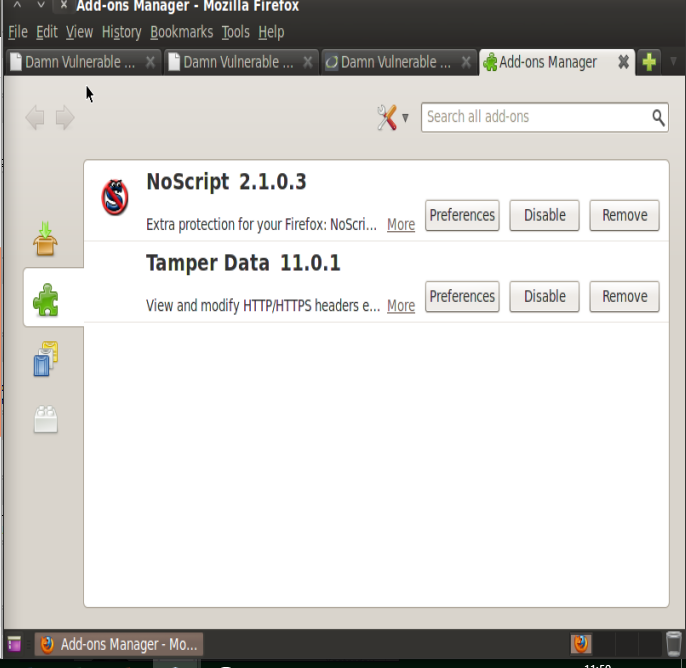 Add-ons Manager - Mozilla Firefox
File Edit View History Bookmarks Tools Help
Damn Vulnerable ... Damn Vulnerable ... Damn Vulnerable ... Add-ons Manager
Search all add-ons
NoScript 2.1.0.3
Extra protection for your Firefox: NoScri... More Preferences Disable Remove
Tamper Data 11.0.1
View and modify HTTP/HTTPS headers e... More Preferences Disable Remove
Add-ons Manager - Mo...